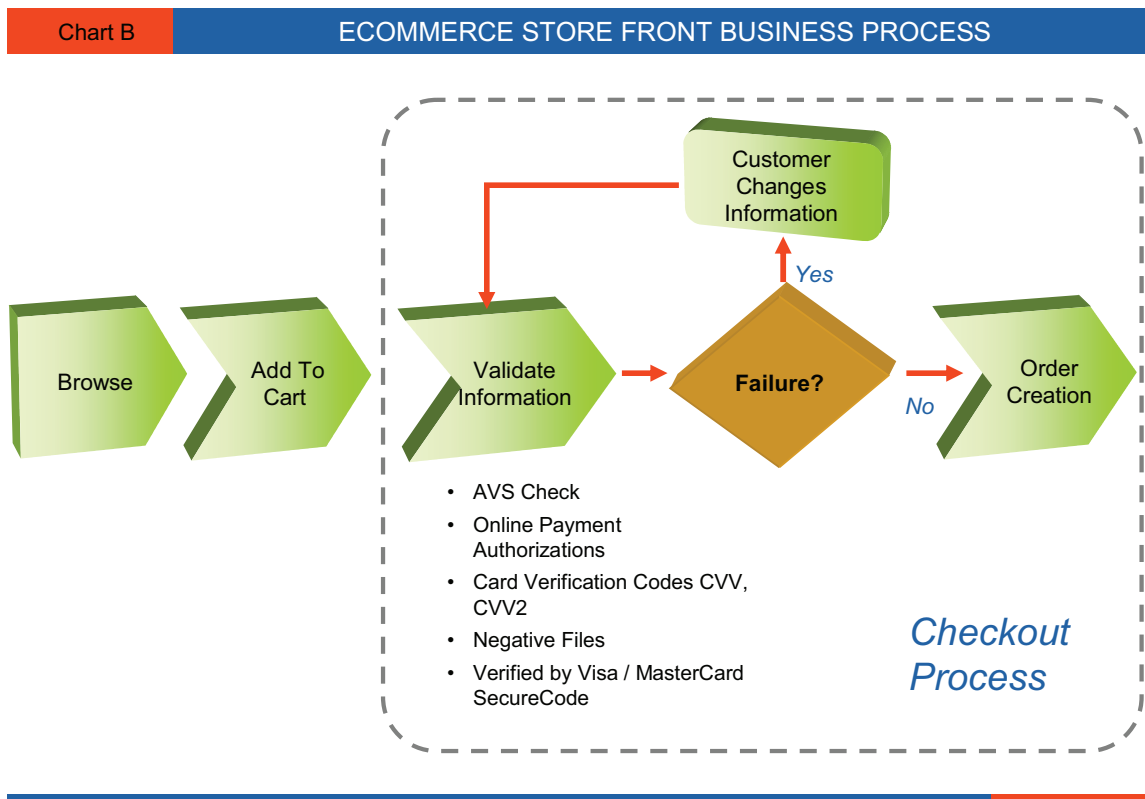 Chart B
ECOMMERCE STORE FRONT BUSINESS PROCESS
Customer
Changes
Information
Yes
Browse
Add To
Cart
Validate
Information
Failure?
No
Order
Creation
• AVS Check
• Online Payment
Authorizations
• Card Verification Codes CVV,
CVV2
• Negative Files
• Verified by Visa / MasterCard
SecureCode
Checkout
Process